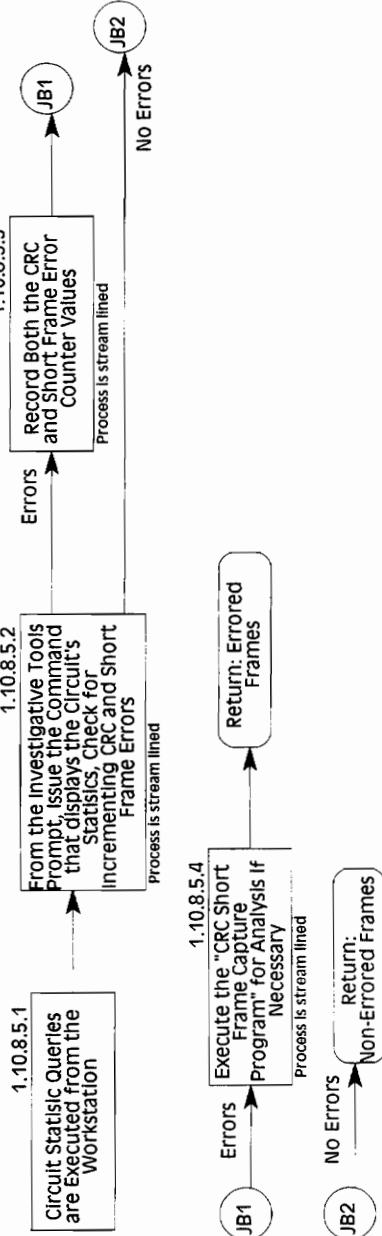 1.10.8.5.1
Circuit Statisic Queries
are Executed from the
Workstation
1.10.8.5.2
From the Investigative Tools
Prompt, Issue the Command
that displays the Circuit's
Statisics, Check for
Incrementing CRC and Short
Frame Errors
Process is stream lined
Errors
Record Both the CRC
and Short Frame Error
Counter Values
Process is stream lined
JB1
No Errors
JB2
JB1
Errors
1.10.8.5.4
Execute the "CRC Short
Frame Capture
Program" for Analysis If
Necessary
Process is stream lined
Return: Errored
Frames
JB2
No Errors
Return:
Non-Errored Frames